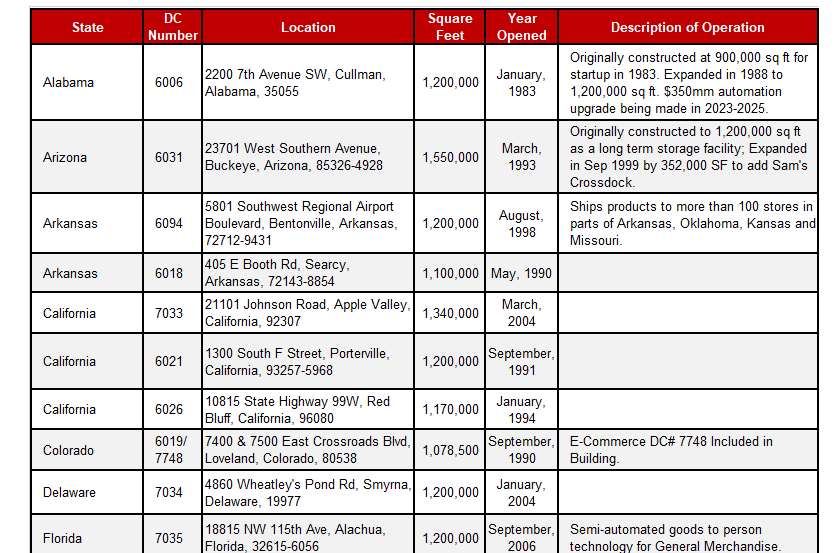 State DC Number Location Square Feet Year Opened Description of Operation
Alabama 6006 2200 7th Avenue SW, Cullman, Alabama, 35055 1,200,000 January, 1983 Originally constructed at 900,000 sq ft for startup in 1983. Expanded in 1988 to 1,200,000 sq ft. $350mm automation upgrade being made in 2023-2025.
Arizona 6031 23701 West Southern Avenue, Buckeye, Arizona, 85326-4928 1,550,000 March, 1993 Originally constructed to 1,200,000 sq ft as a long term storage facility; Expanded in Sep 1999 by 352,000 SF to add Sam's Crossdock.
Arkansas 6094 5801 Southwest Regional Airport Boulevard, Bentonville, Arkansas, 72712-9431 1,200,000 August, 1998 Ships products to more than 100 stores in parts of Arkansas, Oklahoma, Kansas and Missouri.
Arkansas 6018 405 E Booth Rd, Searcy, Arkansas, 72143-8854 1,100,000 May, 1990
California 7033 21101 Johnson Road, Apple Valley, California, 92307 1,340,000 March, 2004
California 6021 1300 South F Street, Porterville, California, 93257-5968 1,200,000 September, 1991
California 6026 10815 State Highway 99W, Red Bluff, California, 96080 1,170,000 January, 1994
Colorado 6019/ 7748 7400 & 7500 East Crossroads Blvd, Loveland, Colorado, 80538 1,078,500 September, 1990 E-Commerce DC# 7748 Included in Building.
Delaware 7034 4860 Wheatley's Pond Rd, Smyrna, Delaware, 19977 1,200,000 January, 2004
Florida 7035 18815 NW 115th Ave, Alachua, Florida, 32615-6056 1,200,000 September, 2006 Semi-automated goods to person technology for General Merchandise.